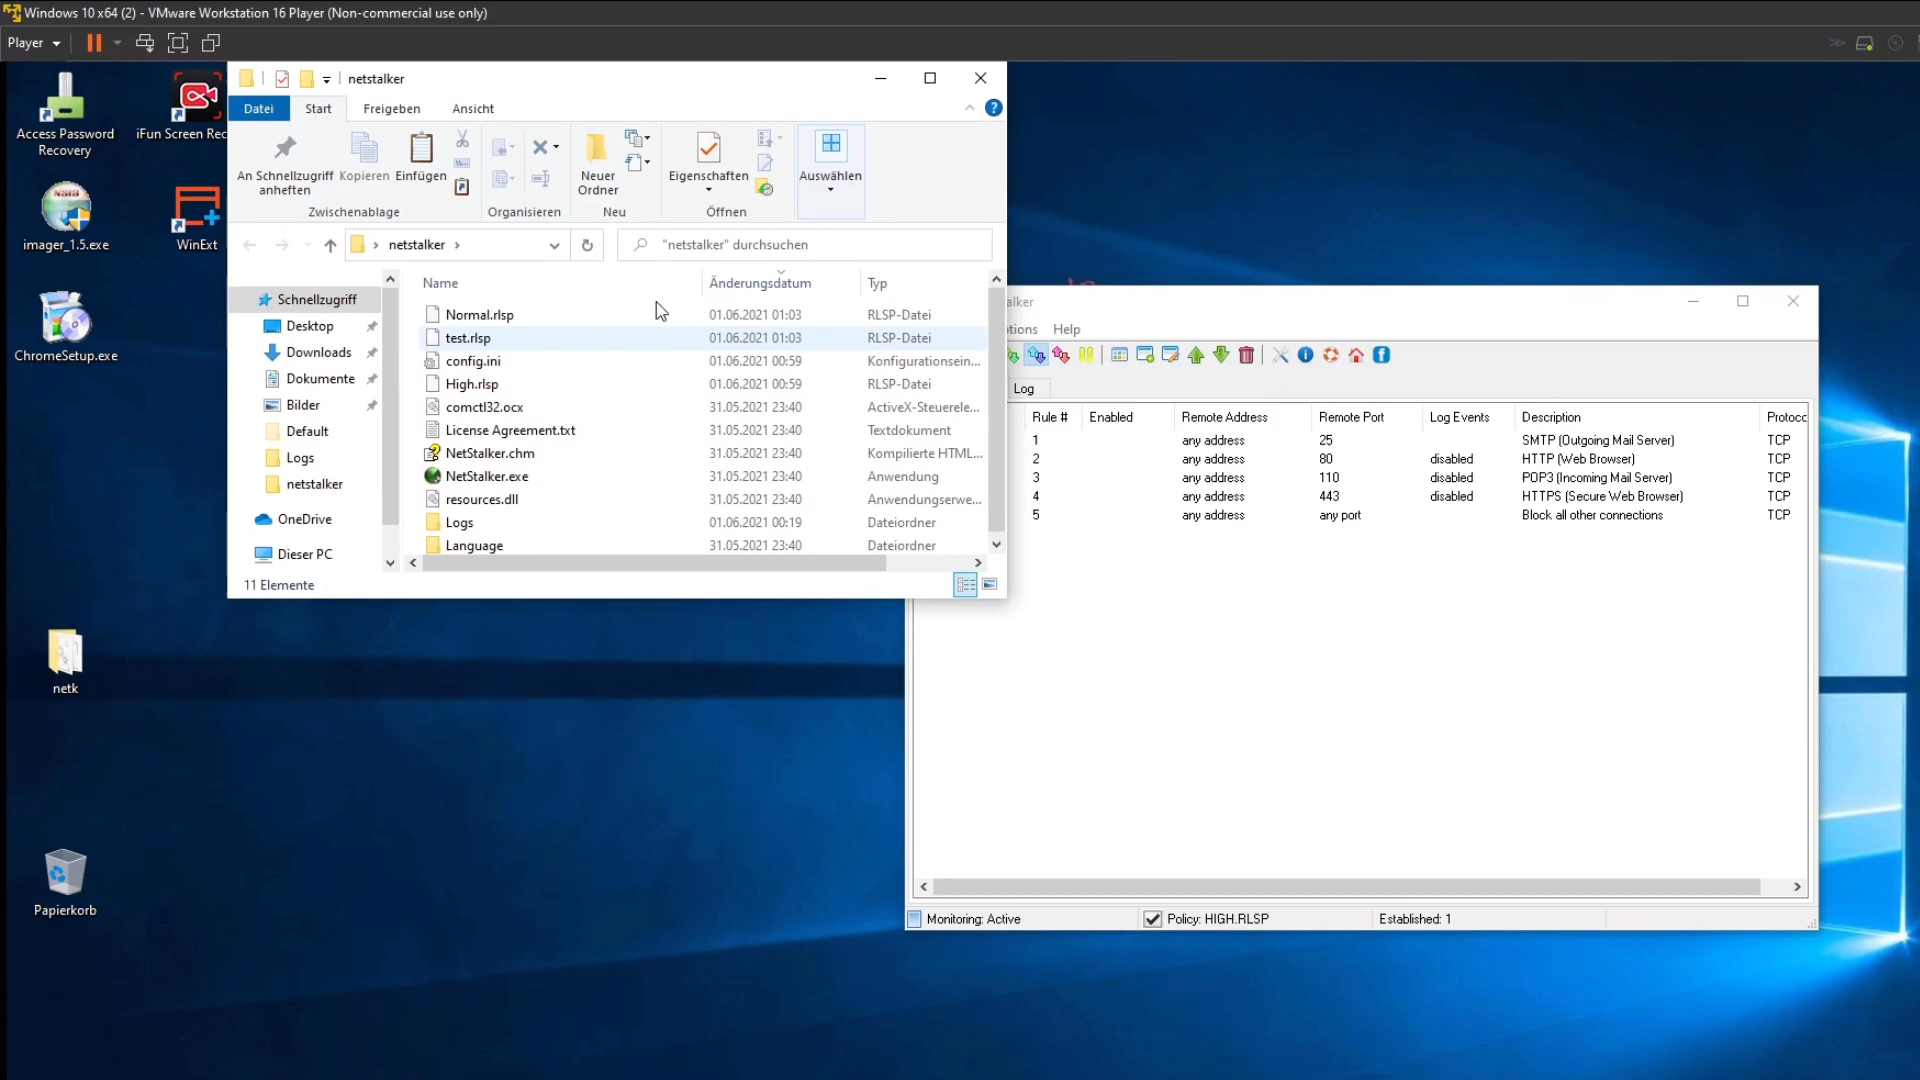 Windows 10 x64 (2) - VMware Workstation 16 Player (Non-commercial use only)
Player
Access Password
Recovery
iFun Screen Rec
imager_1.5.exe
WinExt
ChromeSetup.exe
netk
Papierkorb
netstalker
Datei
Start
Freigeben
Ansicht
An Schnellzugriff
anheften
Kopieren
Einfügen
Neuer
Ordner
Eigenschaften
Auswählen
Zwischenablage
Organisieren
Neu
Öffnen
netstalker
"netstalker" durchsuchen
Schnellzugriff
Desktop
Downloads
Dokumente
Bilder
Default
Logs
netstalker
OneDrive
Dieser PC
Name Änderungsdatum Typ
Normal.rlsp 01.06.2021 01:03 RLSP-Datei
test.rlsp 01.06.2021 01:03 RLSP-Datei
config.ini 01.06.2021 00:59 Konfigurationsein...
High.rlsp 01.06.2021 00:59 RLSP-Datei
comctl32.ocx 31.05.2021 23:40 ActiveX-Steuerele...
License Agreement.txt 31.05.2021 23:40 Textdokument
NetStalker.chm 31.05.2021 23:40 Kompilierte HTML...
NetStalker.exe 31.05.2021 23:40 Anwendung
resources.dll 31.05.2021 23:40 Anwendungserwe...
Logs 01.06.2021 00:19 Dateiordner
Language 31.05.2021 23:40 Dateiordner
11 Elemente
alker
tions Help
Log
Rule # Enabled Remote Address Remote Port Log Events Description Protoco
1 any address 25 SMTP (Outgoing Mail Server) TCP
2 any address 80 disabled HTTP (Web Browser) TCP
3 any address 110 disabled POP3 (Incoming Mail Server) TCP
4 any address 443 disabled HTTPS (Secure Web Browser) TCP
5 any address any port Block all other connections TCP
Monitoring: Active
Policy: HIGH.RLSP
Established: 1